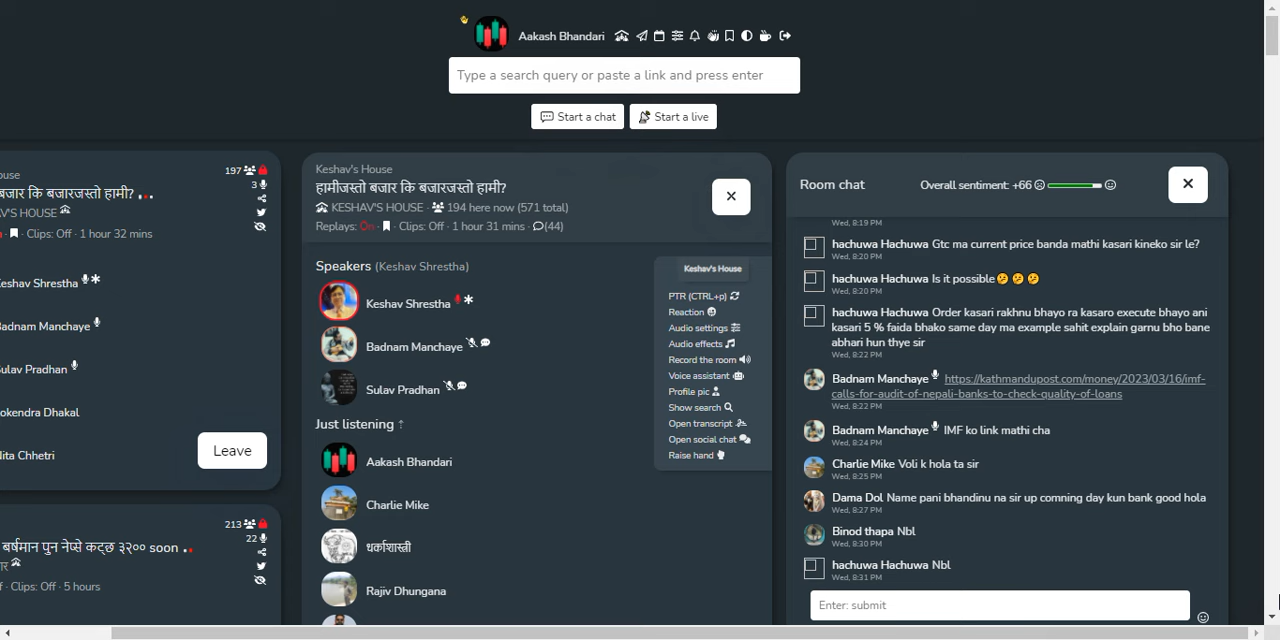 Aakash Bhandari
Type a search query or paste a link and press enter
Start a chat
Start a live
ouse
197
बजार कि बजारजस्तो हामी?
3
AV'S HOUSE
Clips: Off · 1 hour 32 mins
Keshav Shrestha
Badnam Manchaye
Sulav Pradhan
okendra Dhakal
Nita Chhetri
Leave
213
22
बर्षमान पुन नेप्से कट्छ ३२०० soon
f · Clips: Off · 5 hours
Keshav's House
हामीजस्तो बजार कि बजारजस्तो हामी?
KESHAV'S HOUSE · 194 here now (571 total)
Replays: On · Clips: Off · 1 hour 31 mins · (44)
Speakers (Keshav Shrestha)
Keshav Shrestha
Badnam Manchaye
Sulav Pradhan
Just listening ↑
Aakash Bhandari
Charlie Mike
धर्काशास्त्री
Rajiv Dhungana
Keshav's House
PTR (CTRL+p)
Reaction
Audio settings
Audio effects
Record the room
Voice assistant
Profile pic
Show search
Open transcript
Open social chat
Raise hand
Room chat
Overall sentiment: +66
Wed, 8:19 PM
hachuwa Hachuwa Gtc ma current price banda mathi kasari kineko sir le?
Wed, 8:20 PM
hachuwa Hachuwa Is it possible
Wed, 8:20 PM
hachuwa Hachuwa Order kasari rakhnu bhayo ra kasaro execute bhayo ani
kasari 5 % faida bhako same day ma example sahit explain garnu bho bane
abhari hun thye sir
Wed, 8:22 PM
Badnam Manchaye https://kathmandupost.com/money/2023/03/16/imf-
calls-for-audit-of-nepali-banks-to-check-quality-of-loans
Wed, 8:22 PM
Badnam Manchaye IMF ko link mathi cha
Wed, 8:24 PM
Charlie Mike Voli k hola ta sir
Wed, 8:25 PM
Dama Dol Name pani bhandinu na sir up comning day kun bank good hola
Wed, 8:27 PM
Binod thapa Nbl
Wed, 8:30 PM
hachuwa Hachuwa Nbl
Wed, 8:31 PM
Enter: submit